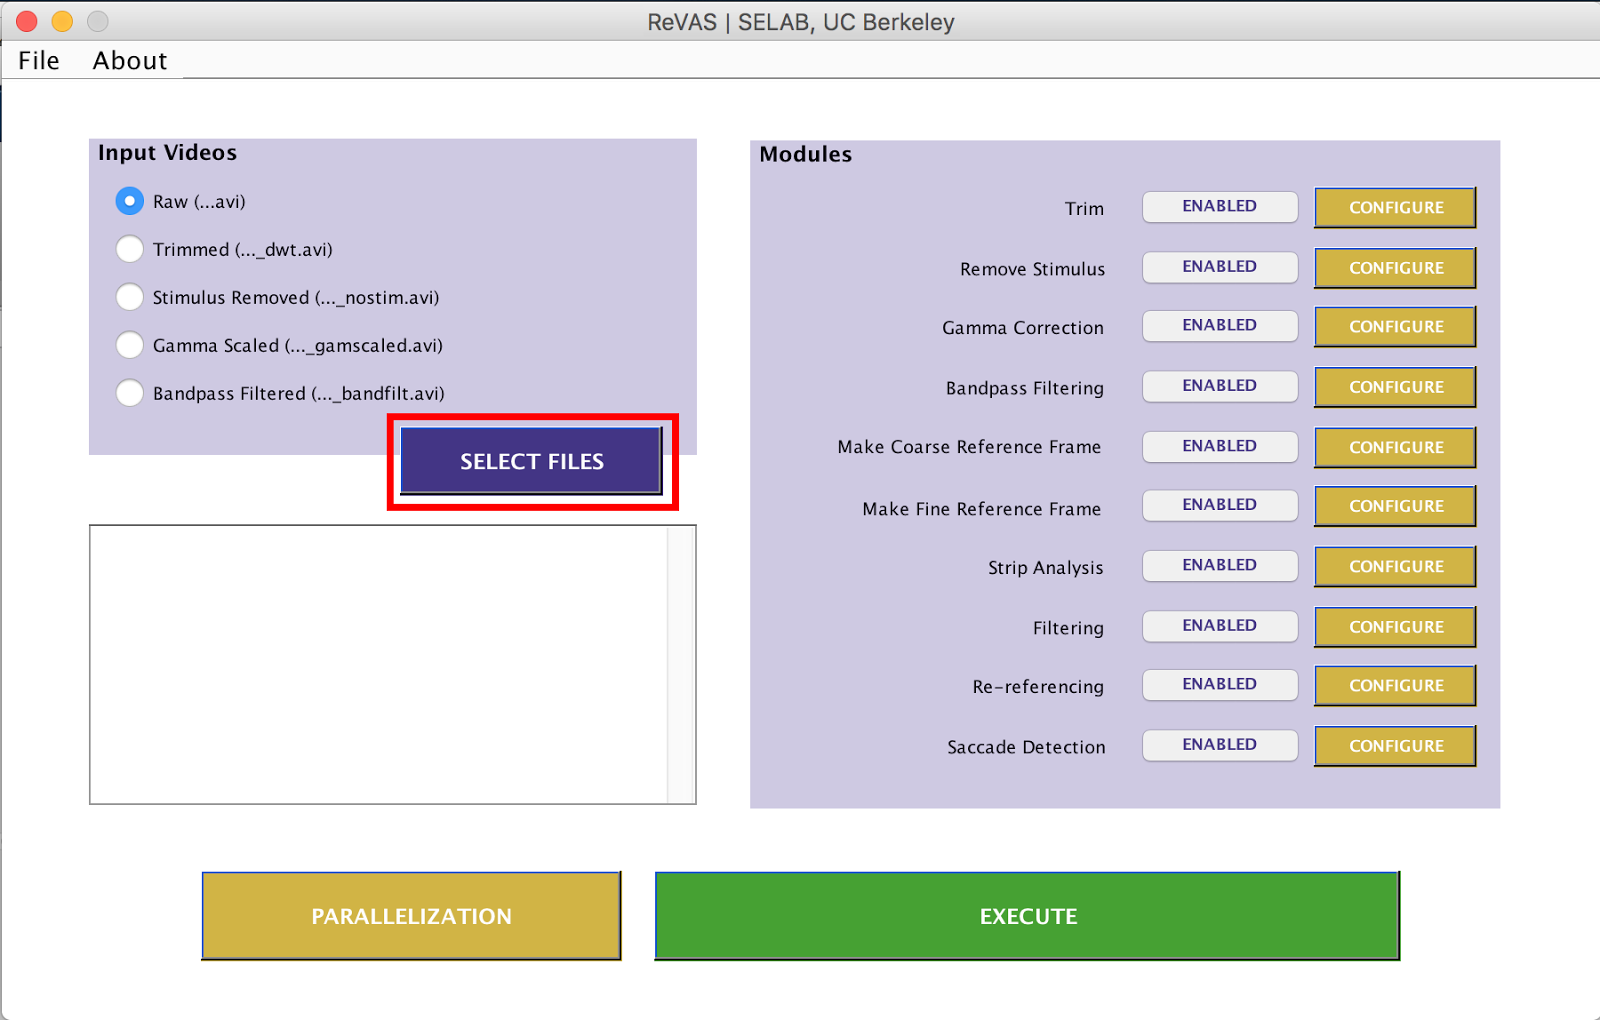 ReVAS | SELAB, UC Berkeley
File About
Input Videos
Raw (...avi)
Trimmed (..._dwt.avi)
Stimulus Removed (..._nostim.avi)
Gamma Scaled (..._gamscaled.avi)
Bandpass Filtered (..._bandfilt.avi)
SELECT FILES
Modules
Trim ENABLED CONFIGURE
Remove Stimulus ENABLED CONFIGURE
Gamma Correction ENABLED CONFIGURE
Bandpass Filtering ENABLED CONFIGURE
Make Coarse Reference Frame ENABLED CONFIGURE
Make Fine Reference Frame ENABLED CONFIGURE
Strip Analysis ENABLED CONFIGURE
Filtering ENABLED CONFIGURE
Re-referencing ENABLED CONFIGURE
Saccade Detection ENABLED CONFIGURE
PARALLELIZATION
EXECUTE